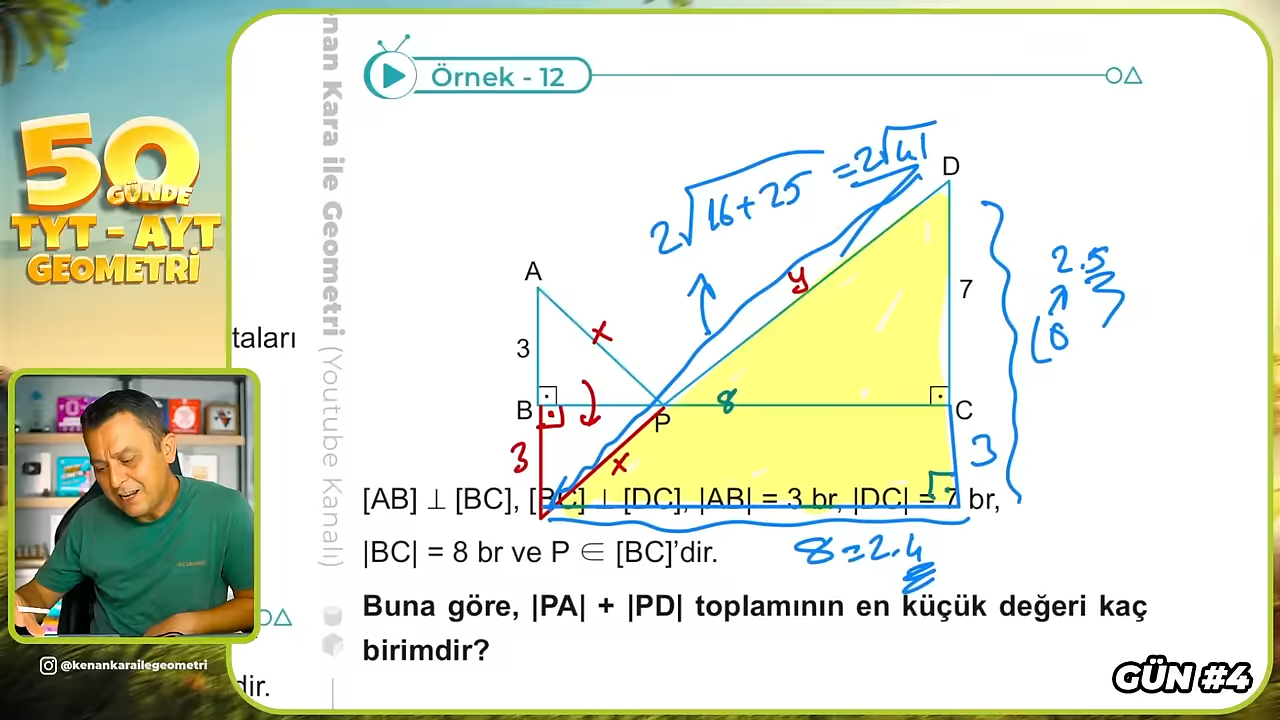 50
GÜNDE
TYT - AYT
GEOMETRİ
taları
nan Kara ile Geometri (Youtube Kanalı)
Örnek - 12
2√16+25 = 2√41
D
A
y
7
2.5
10
x
3
B
P
8
C
3
x
3
[AB] ⊥ [BC], [BC] ⊥ [DC], |AB| = 3 br, |DC| = 7 br,
|BC| = 8 br ve P ∈ [BC]'dir.
8=2.4
Buna göre, |PA| + |PD| toplamının en küçük değeri kaç
birimdir?
dir.
@kenankarailegeometri
GÜN #4